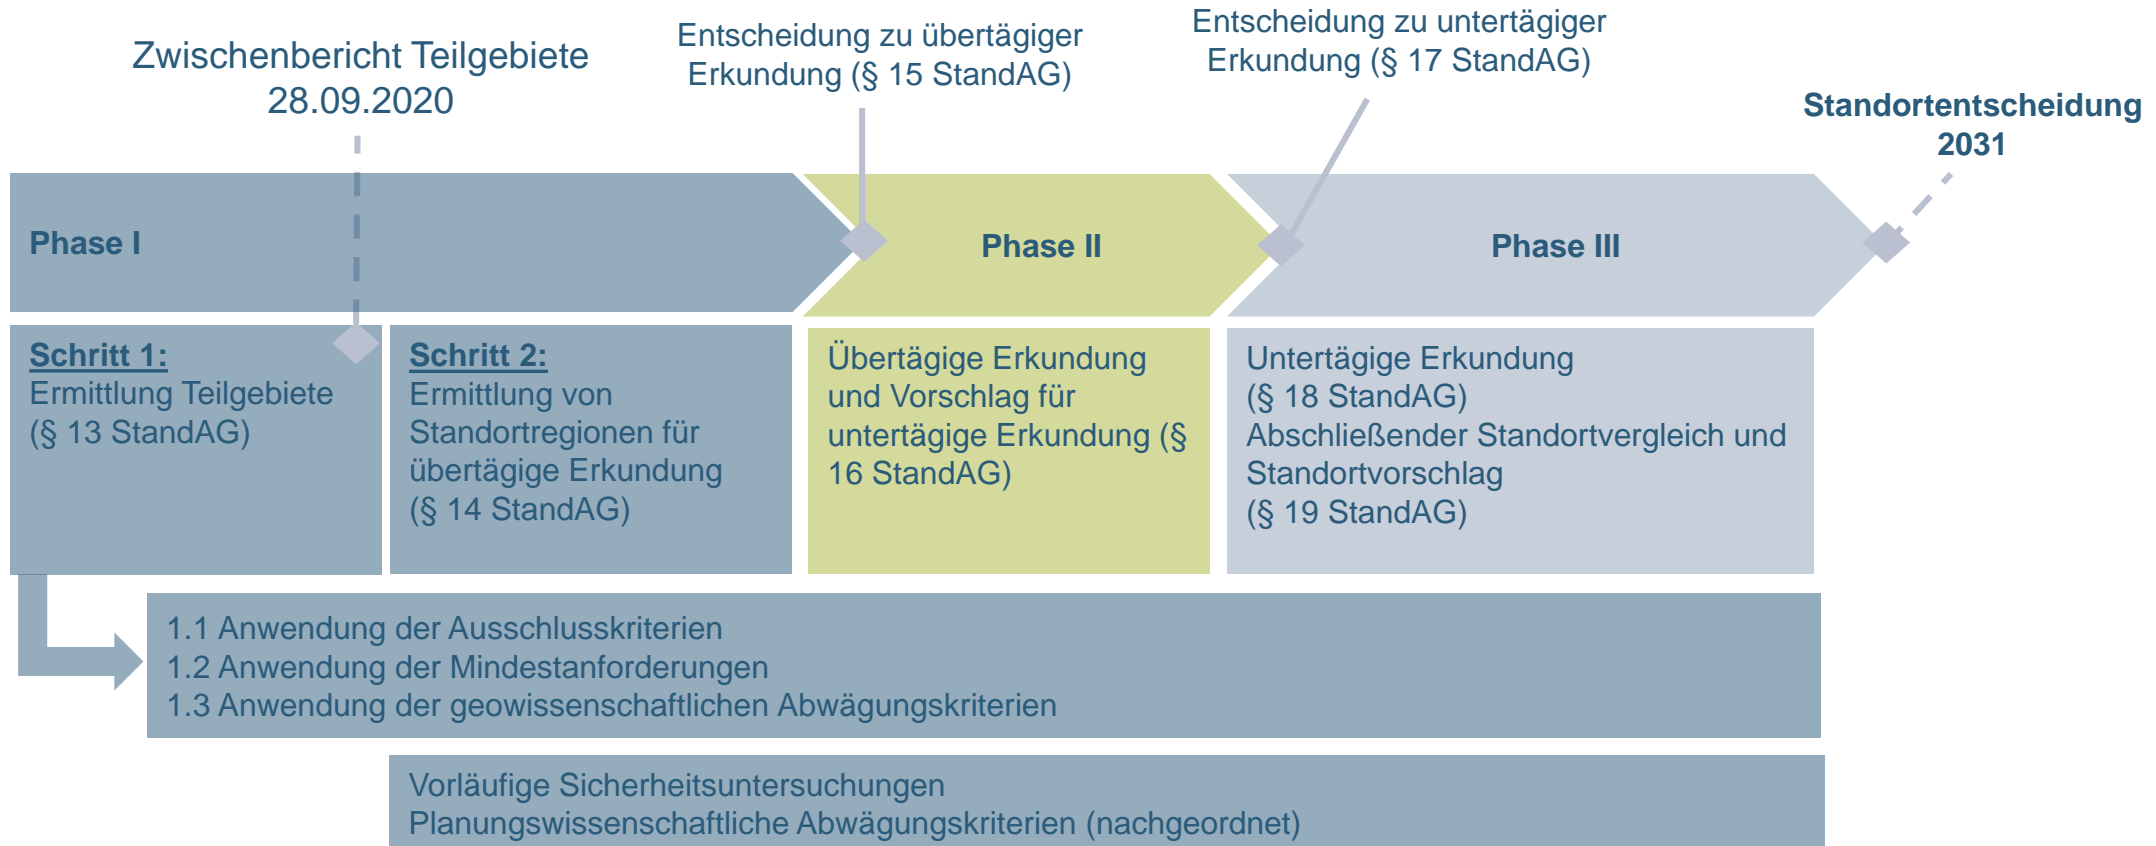 Zwischenbericht Teilgebiete
28.09.2020
Entscheidung zu übertägiger
Erkundung (§ 15 StandAG)
Entscheidung zu untertägiger
Erkundung (§ 17 StandAG)
Standortentscheidung
2031
Phase I
Phase II
Phase III
Schritt 1:
Ermittlung Teilgebiete
(§ 13 StandAG)
Schritt 2:
Ermittlung von
Standortregionen für
übertägige Erkundung
(§ 14 StandAG)
Übertägige Erkundung
und Vorschlag für
untertägige Erkundung (§
16 StandAG)
Untertägige Erkundung
(§ 18 StandAG)
Abschließender Standortvergleich und
Standortvorschlag
(§ 19 StandAG)
1.1 Anwendung der Ausschlusskriterien
1.2 Anwendung der Mindestanforderungen
1.3 Anwendung der geowissenschaftlichen Abwägungskriterien
Vorläufige Sicherheitsuntersuchungen
Planungswissenschaftliche Abwägungskriterien (nachgeordnet)